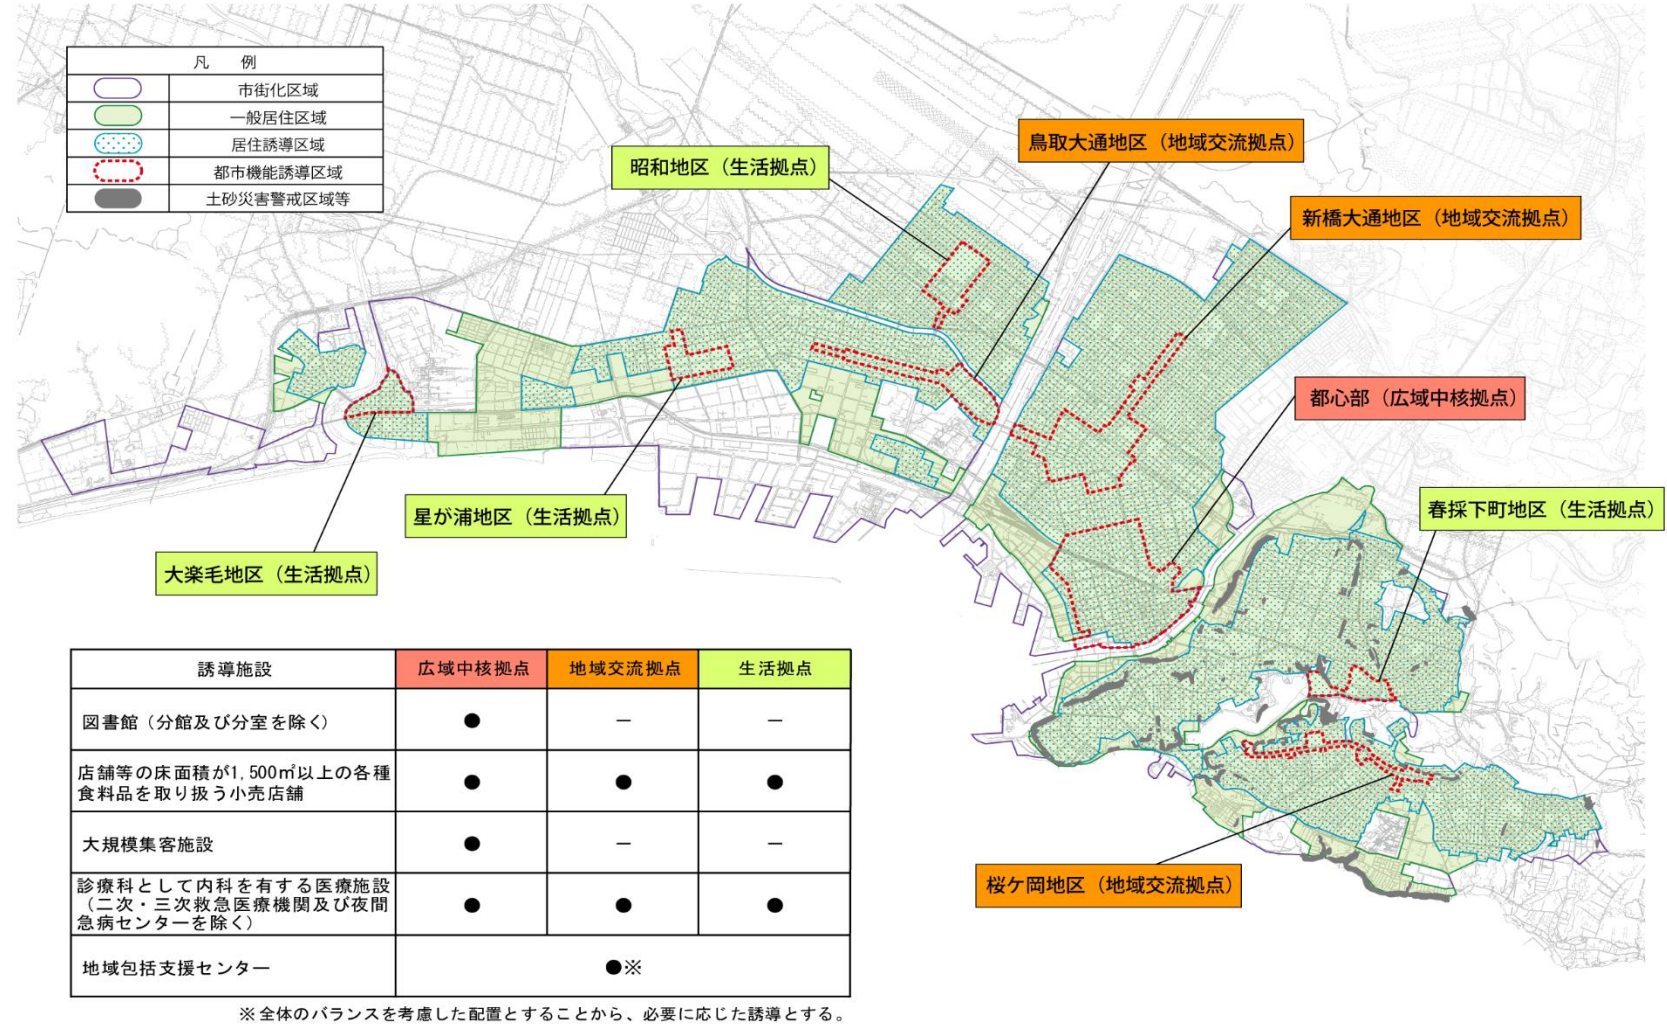 凡　例
市街化区域
一般居住区域
居住誘導区域
都市機能誘導区域
土砂災害警戒区域等
鳥取大通地区（地域交流拠点）
昭和地区（生活拠点）
新橋大通地区（地域交流拠点）
都心部（広域中核拠点）
星が浦地区（生活拠点）
春採下町地区（生活拠点）
大楽毛地区（生活拠点）
桜ケ岡地区（地域交流拠点）
誘導施設　広域中核拠点　地域交流拠点　生活拠点
図書館（分館及び分室を除く）　●　－　－
店舗等の床面積が1,500㎡以上の各種
食料品を取り扱う小売店舗　●　●　●
大規模集客施設　●　－　－
診療科として内科を有する医療施設
（二次・三次救急医療機関及び夜間
急病センターを除く）　●　●　●
地域包括支援センター　●※
※全体のバランスを考慮した配置とすることから、必要に応じた誘導とする。